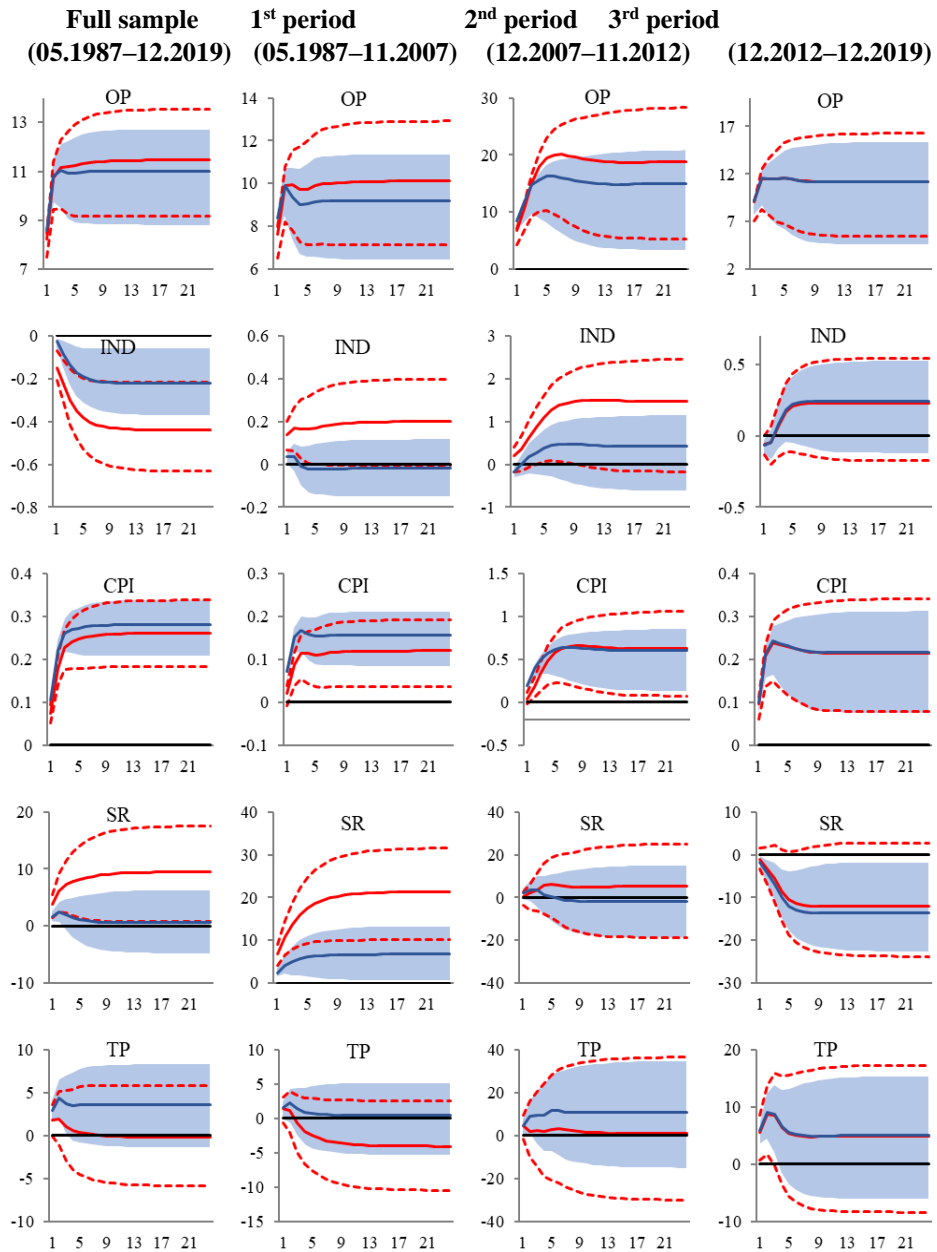 Full sample 1st period 2nd period 3rd period
(05.1987–12.2019) (05.1987–11.2007) (12.2007–11.2012) (12.2012–12.2019)
OP OP OP OP
13 14 30 17
11 12 20 12
9 10 10 7
7 8 0 2
6
1 5 9 13 17 21 1 5 9 13 17 21 1 5 9 13 17 21 1 5 9 13 17 21
IND IND IND IND
0 0.6 3 0.5
-0.2 0.4 2 0
-0.4 0.2 1 -0.5
-0.6 0.0 0
-0.8 -0.2 -1
1 5 9 13 17 21 1 5 9 13 17 21 1 5 9 13 17 21 1 5 9 13 17 21
CPI CPI CPI CPI
0.4 0.3 1.5 0.4
0.3 0.2 1 0.3
0.2 0.1 0.5 0.2
0.1 0 0.0 0.1
0 -0.1 -0.5 0
1 5 9 13 17 21 1 5 9 13 17 21 1 5 9 13 17 21 1 5 9 13 17 21
SR SR SR SR
20 40 40 10
10 30 20 0
0 20 0 -10
-10 10 -20 -20
0 -40 -30
1 5 9 13 17 21 1 5 9 13 17 21 1 5 9 13 17 21 1 5 9 13 17 21
TP TP TP TP
10 10 40 20
5 5 20 10
0 0 0 0
-5 -5 -20 -10
-10 -10 -40
-15
1 5 9 13 17 21 1 5 9 13 17 21 1 5 9 13 17 21 1 5 9 13 17 21